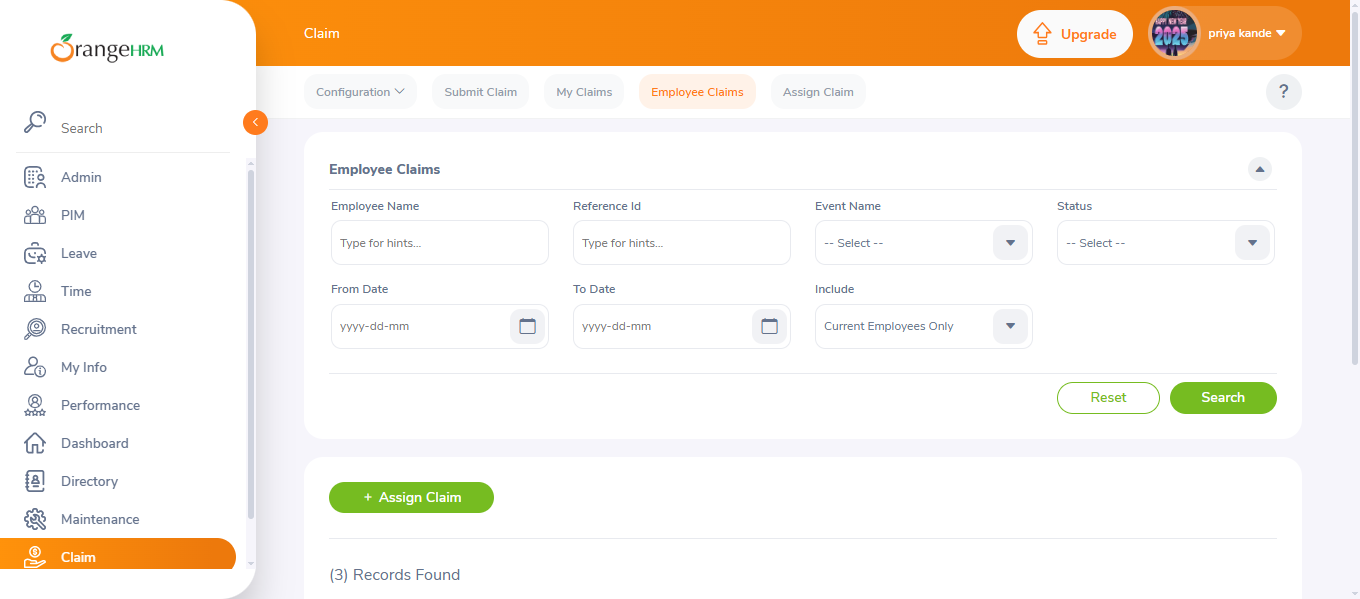 OrangeHRM
Search
Admin
PIM
Leave
Time
Recruitment
My Info
Performance
Dashboard
Directory
Maintenance
Claim
Claim
Upgrade
HAPPY NEW YEAR
2025
priya kande
Configuration
Submit Claim
My Claims
Employee Claims
Assign Claim
?
Employee Claims
Employee Name
Reference Id
Event Name
Status
Type for hints...
Type for hints...
-- Select --
-- Select --
From Date
To Date
Include
yyyy-dd-mm
yyyy-dd-mm
Current Employees Only
Reset
Search
+ Assign Claim
(3) Records Found